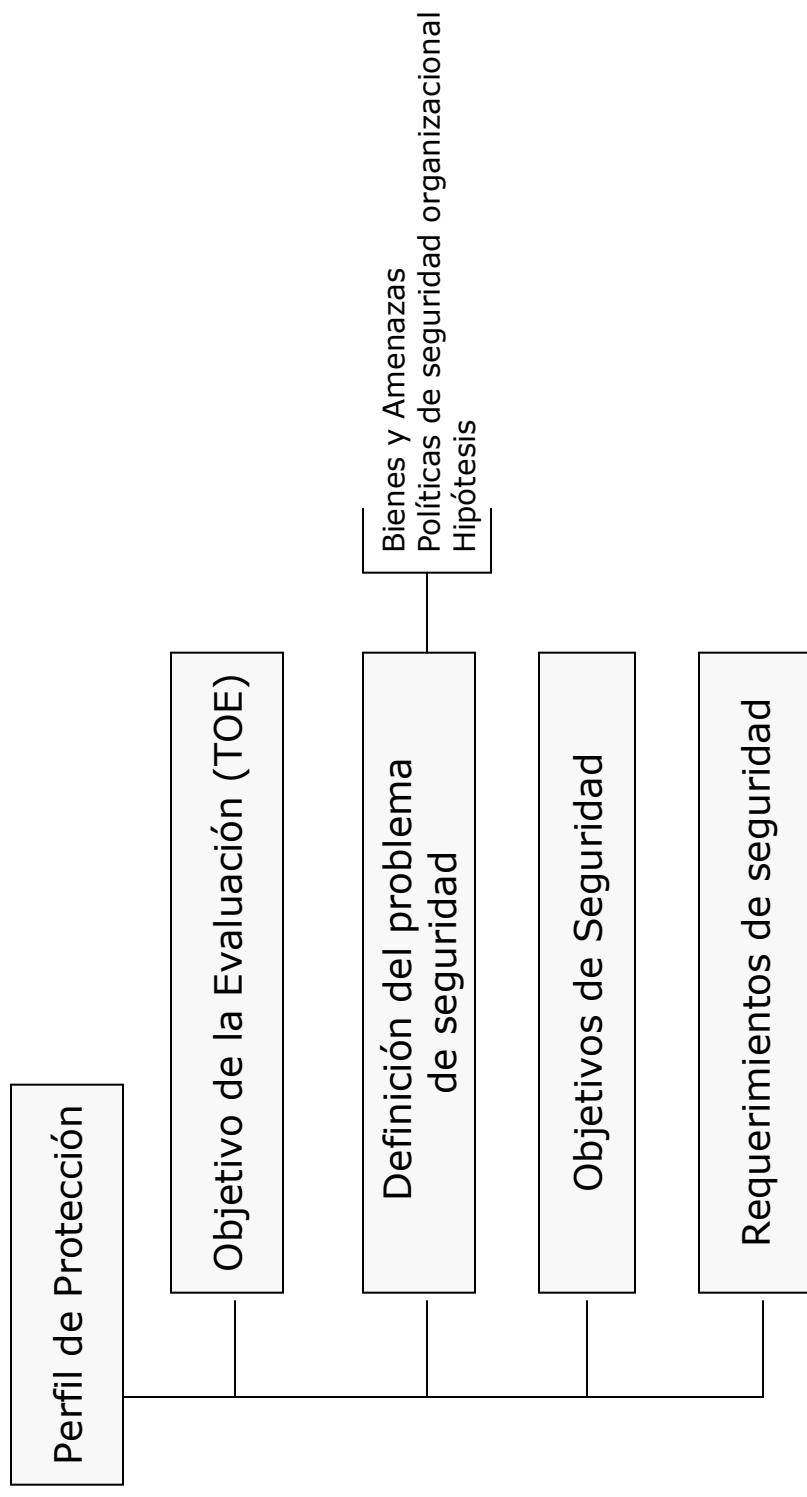 Perfil de Protección
Objetivo de la Evaluación (TOE)
Definición del problema
de seguridad
Bienes y Amenazas
Políticas de seguridad organizacional
Hipótesis
Objetivos de Seguridad
Requerimientos de seguridad